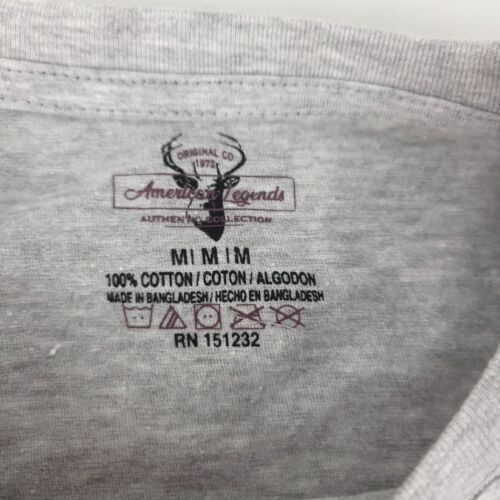 ORIGINAL CO.
1972
American Legends
AUTHENTIC COLLECTION
M | M | M
100% COTTON / COTON / ALGODON
MADE IN BANGLADESH / HECHO EN BANGLADESH
RN 151232